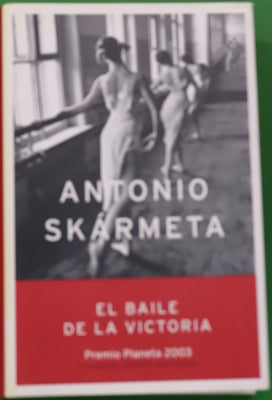 ANTONIO
SKÁRMETA
EL BAILE
DE LA VICTORIA
Premio Planeta 2003